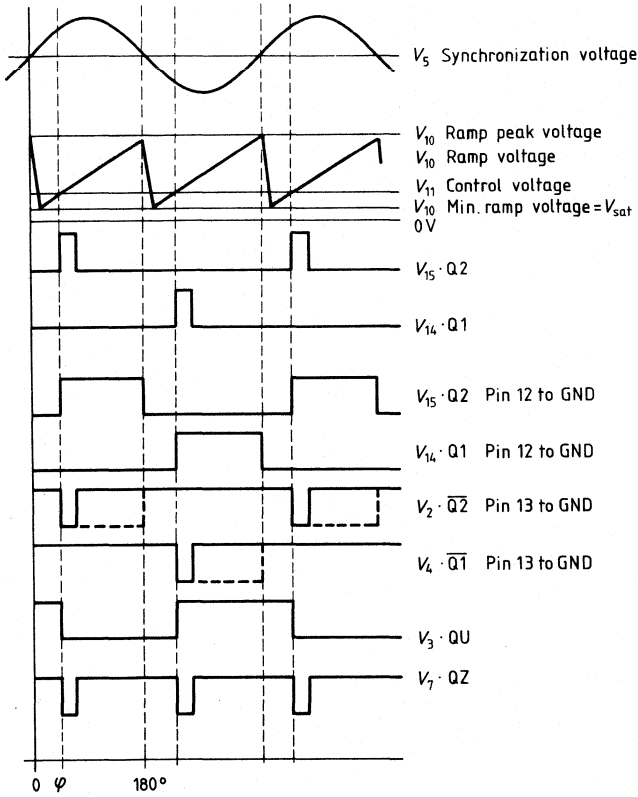 V5 Synchronization voltage
V10 Ramp peak voltage
V10 Ramp voltage
V11 Control voltage
V10 Min. ramp voltage = Vsat
0V
V15 · Q2
V14 · Q1
V15 · Q2 Pin 12 to GND
V14 · Q1 Pin 12 to GND
V2 · Q̅2̅ Pin 13 to GND
V4 · Q̅1̅ Pin 13 to GND
V3 · QU
V7 · QZ
0 φ 180°